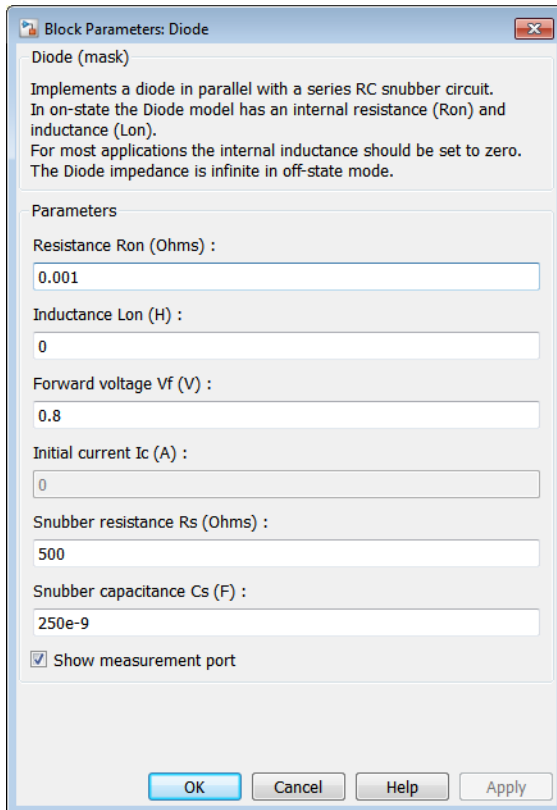 Block Parameters: Diode
Diode (mask)
Implements a diode in parallel with a series RC snubber circuit.
In on-state the Diode model has an internal resistance (Ron) and
inductance (Lon).
For most applications the internal inductance should be set to zero.
The Diode impedance is infinite in off-state mode.
Parameters
Resistance Ron (Ohms) :
0.001
Inductance Lon (H) :
0
Forward voltage Vf (V) :
0.8
Initial current Ic (A) :
0
Snubber resistance Rs (Ohms) :
500
Snubber capacitance Cs (F) :
250e-9
Show measurement port
OK Cancel Help Apply